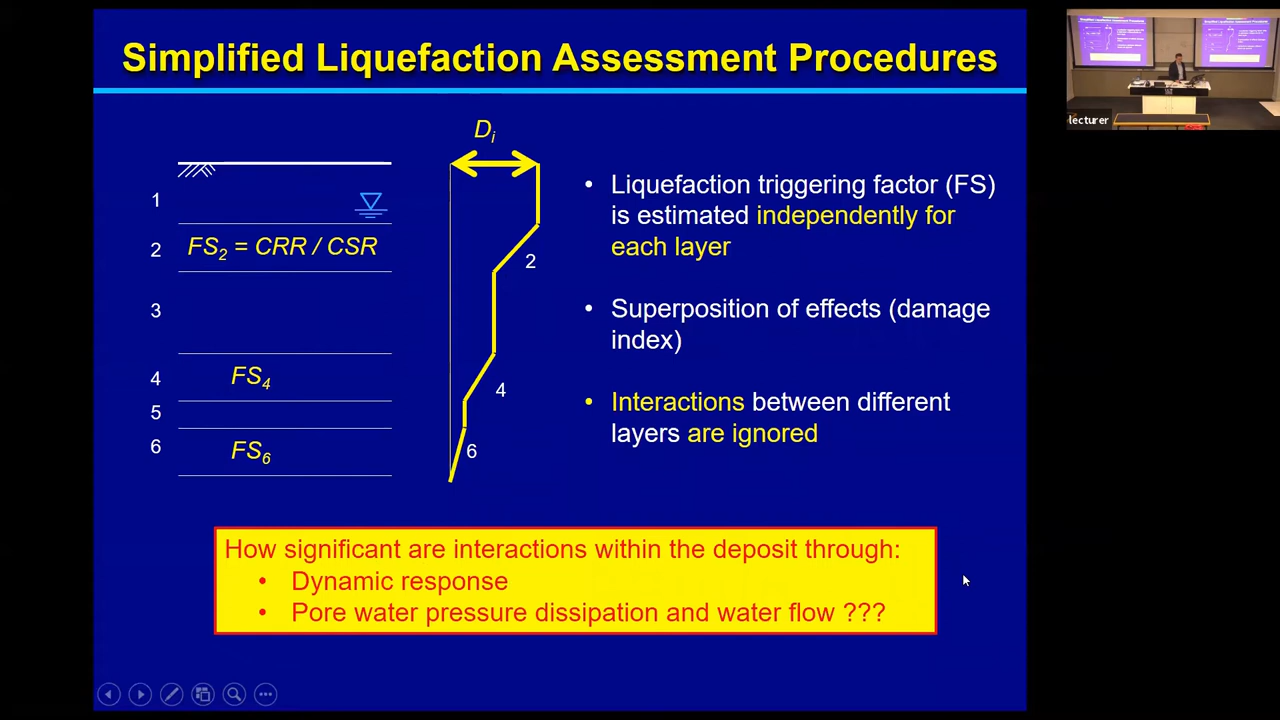 Simplified Liquefaction Assessment Procedures
lecturer
D_i
1
2
FS₂ = CRR / CSR
3
4
FS₄
5
6
FS₆
2
4
6
• Liquefaction triggering factor (FS)
is estimated independently for
each layer
• Superposition of effects (damage
index)
• Interactions between different
layers are ignored
How significant are interactions within the deposit through:
• Dynamic response
• Pore water pressure dissipation and water flow ???